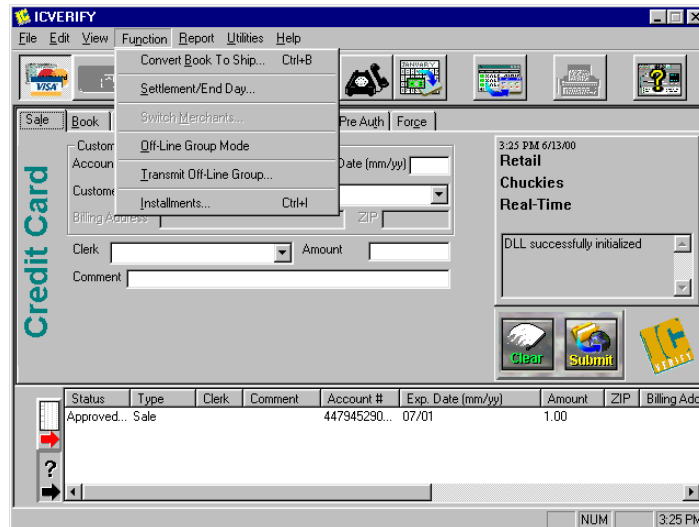 ICVERIFY
File Edit View Function Report Utilities Help
Convert Book To Ship... Ctrl+B
Settlement/End Day...
Switch Merchants...
Off-Line Group Mode
Transmit Off-Line Group...
Installments... Ctrl+I
VISA
JANUARY
Sale Book Pre Auth Force
Custom
Accoun Date (mm/yy)
Custome
Billing Address ZIP
Clerk Amount
Comment
Credit Card
3:25 PM 6/13/00
Retail
Chuckies
Real-Time
DLL successfully initialized
Clear Submit
IC VERIFY
Status Type Clerk Comment Account # Exp. Date (mm/yy) Amount ZIP Billing Add
Approved... Sale 447945290... 07/01 1.00
NUM 3:25 PM